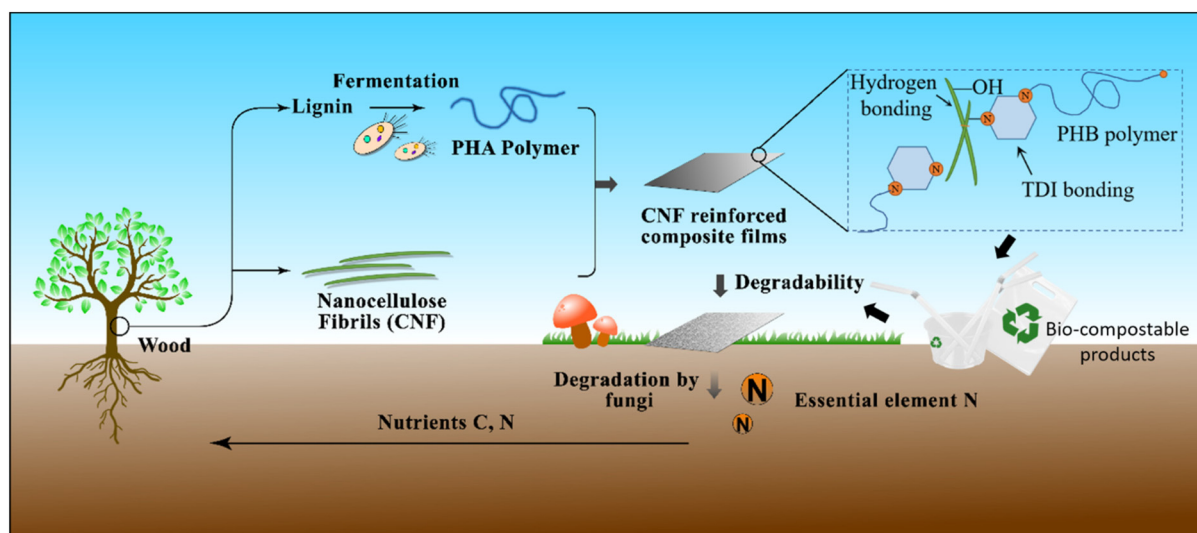 Fermentation
Lignin
PHA Polymer
Nanocellulose
Fibrils (CNF)
Wood
CNF reinforced
composite films
Hydrogen
bonding
OH
N
N
PHB polymer
N
N
TDI bonding
Degradability
Bio-compostable
products
Degradation by
fungi
N
N
Essential element N
Nutrients C, N